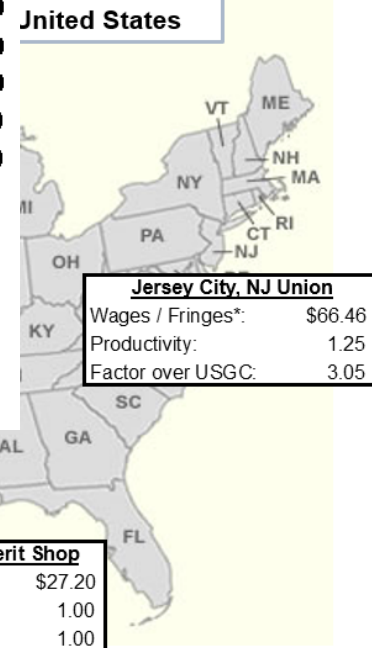 United States
VT
ME
NH
MA
NY
RI
CT
PA
NJ
OH
Jersey City, NJ Union
Wages / Fringes*: $66.46
Productivity: 1.25
Factor over USGC: 3.05
KY
SC
AL
GA
FL
Shop
$27.20
1.00
1.00